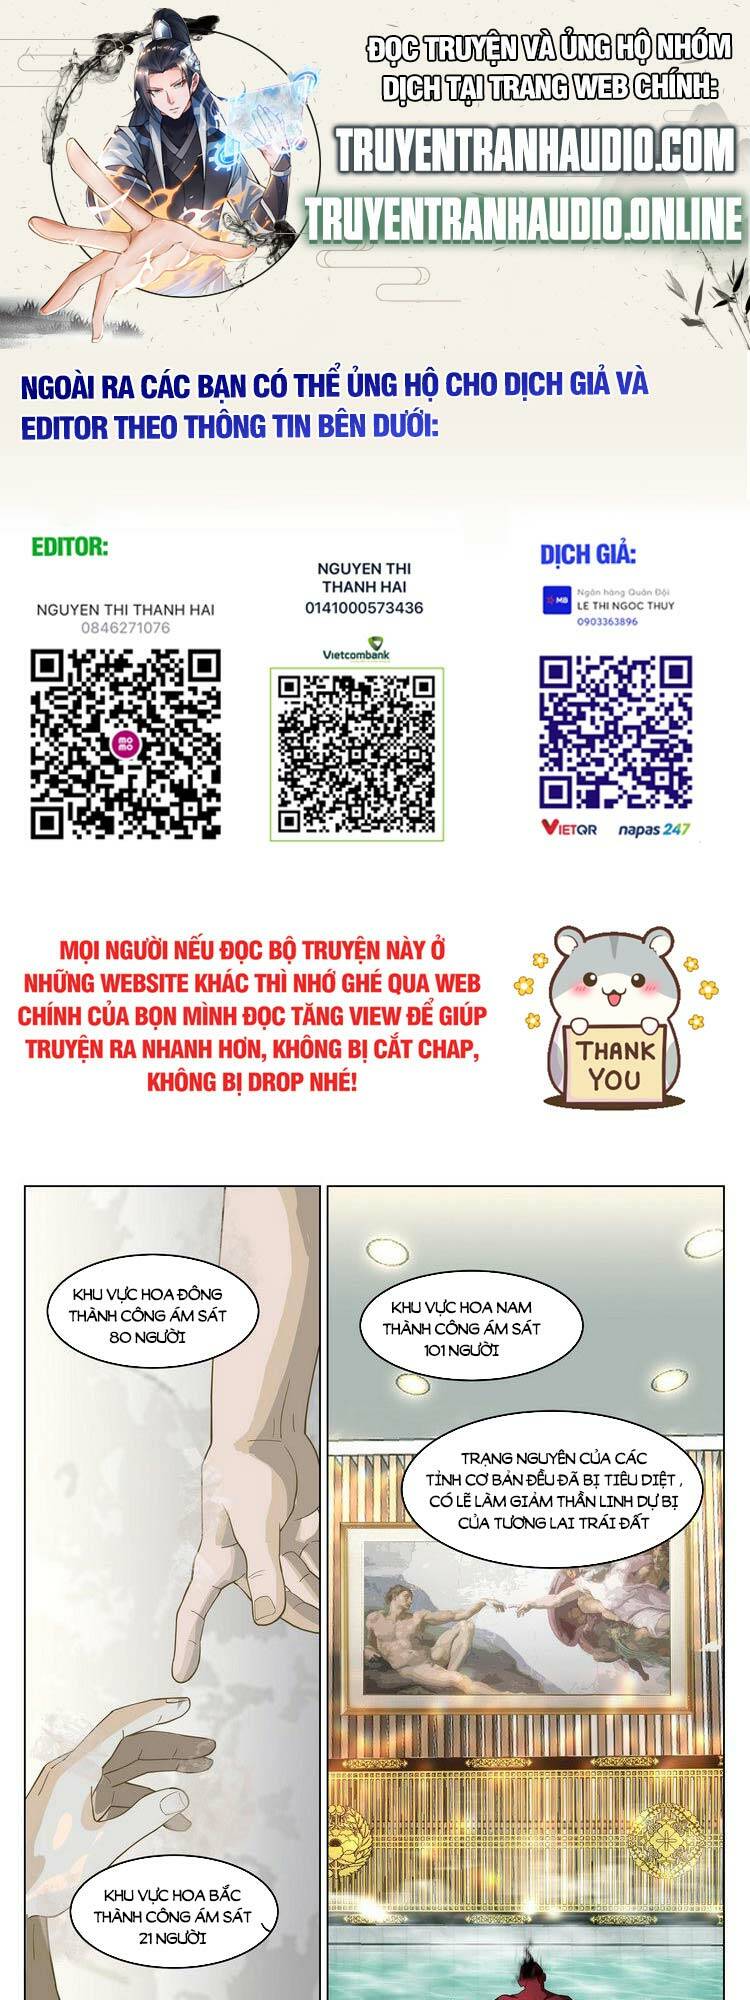 ĐỌC TRUYỆN VÀ ỦNG HỘ NHÓM
DỊCH TẠI TRANG WEB CHÍNH:
TRUYENTRANHAUDIO.COM
TRUYENTRANHAUDIO.ONLINE
NGOÀI RA CÁC BẠN CÓ THỂ ỦNG HỘ CHO DỊCH GIẢ VÀ
EDITOR THEO THÔNG TIN BÊN DƯỚI:
EDITOR:
NGUYEN THI THANH HAI
0846271076
mo
mo
NGUYEN THI
THANH HAI
0141000573436
Vietcombank
DỊCH GIẢ:
MB
Ngân hàng Quân Đội
LE THI NGOC THUY
0903363896
VIETQR
napas 247
MỌI NGƯỜI NẾU ĐỌC BỘ TRUYỆN NÀY Ở
NHỮNG WEBSITE KHÁC THÌ NHỚ GHÉ QUA WEB
CHÍNH CỦA BỌN MÌNH ĐỌC TĂNG VIEW ĐỂ GIÚP
TRUYỆN RA NHANH HƠN, KHÔNG BỊ CẮT CHAP,
KHÔNG BỊ DROP NHÉ!
THANK
YOU
KHU VỰC HOA ĐÔNG
THÀNH CÔNG ÁM SÁT
80 NGƯỜI
KHU VỰC HOA NAM
THÀNH CÔNG ÁM SÁT
101 NGƯỜI
TRẠNG NGUYÊN CỦA CÁC
TỈNH CƠ BẢN ĐỀU ĐÃ BỊ TIÊU DIỆT ,
CÓ LẼ LÀM GIẢM THẦN LINH DỰ BỊ
CỦA TƯƠNG LAI TRÁI ĐẤT
KHU VỰC HOA BẮC
THÀNH CÔNG ÁM SÁT
21 NGƯỜI